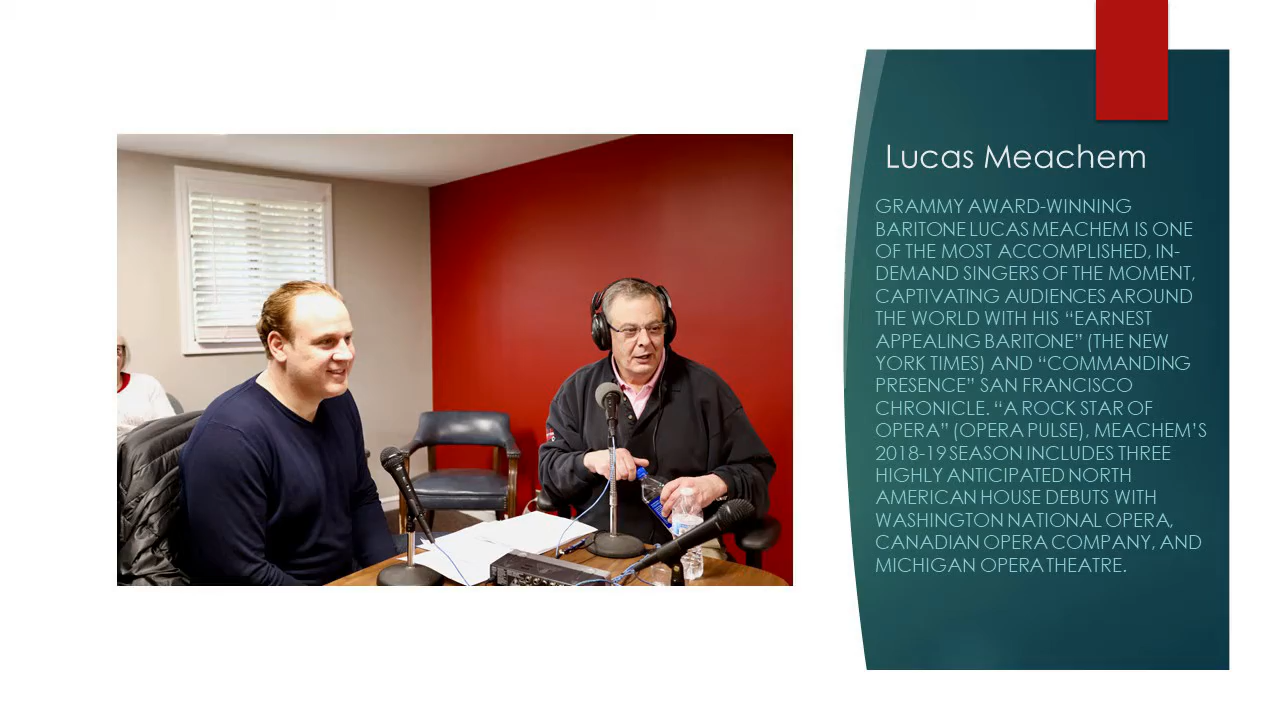 Lucas Meachem
GRAMMY AWARD-WINNING
BARITONE LUCAS MEACHEM IS ONE
OF THE MOST ACCOMPLISHED, IN-
DEMAND SINGERS OF THE MOMENT,
CAPTIVATING AUDIENCES AROUND
THE WORLD WITH HIS “EARNEST
APPEALING BARITONE” (THE NEW
YORK TIMES) AND “COMMANDING
PRESENCE” SAN FRANCISCO
CHRONICLE. “A ROCK STAR OF
OPERA” (OPERA PULSE), MEACHEM’S
2018-19 SEASON INCLUDES THREE
HIGHLY ANTICIPATED NORTH
AMERICAN HOUSE DEBUTS WITH
WASHINGTON NATIONAL OPERA,
CANADIAN OPERA COMPANY, AND
MICHIGAN OPERA THEATRE.